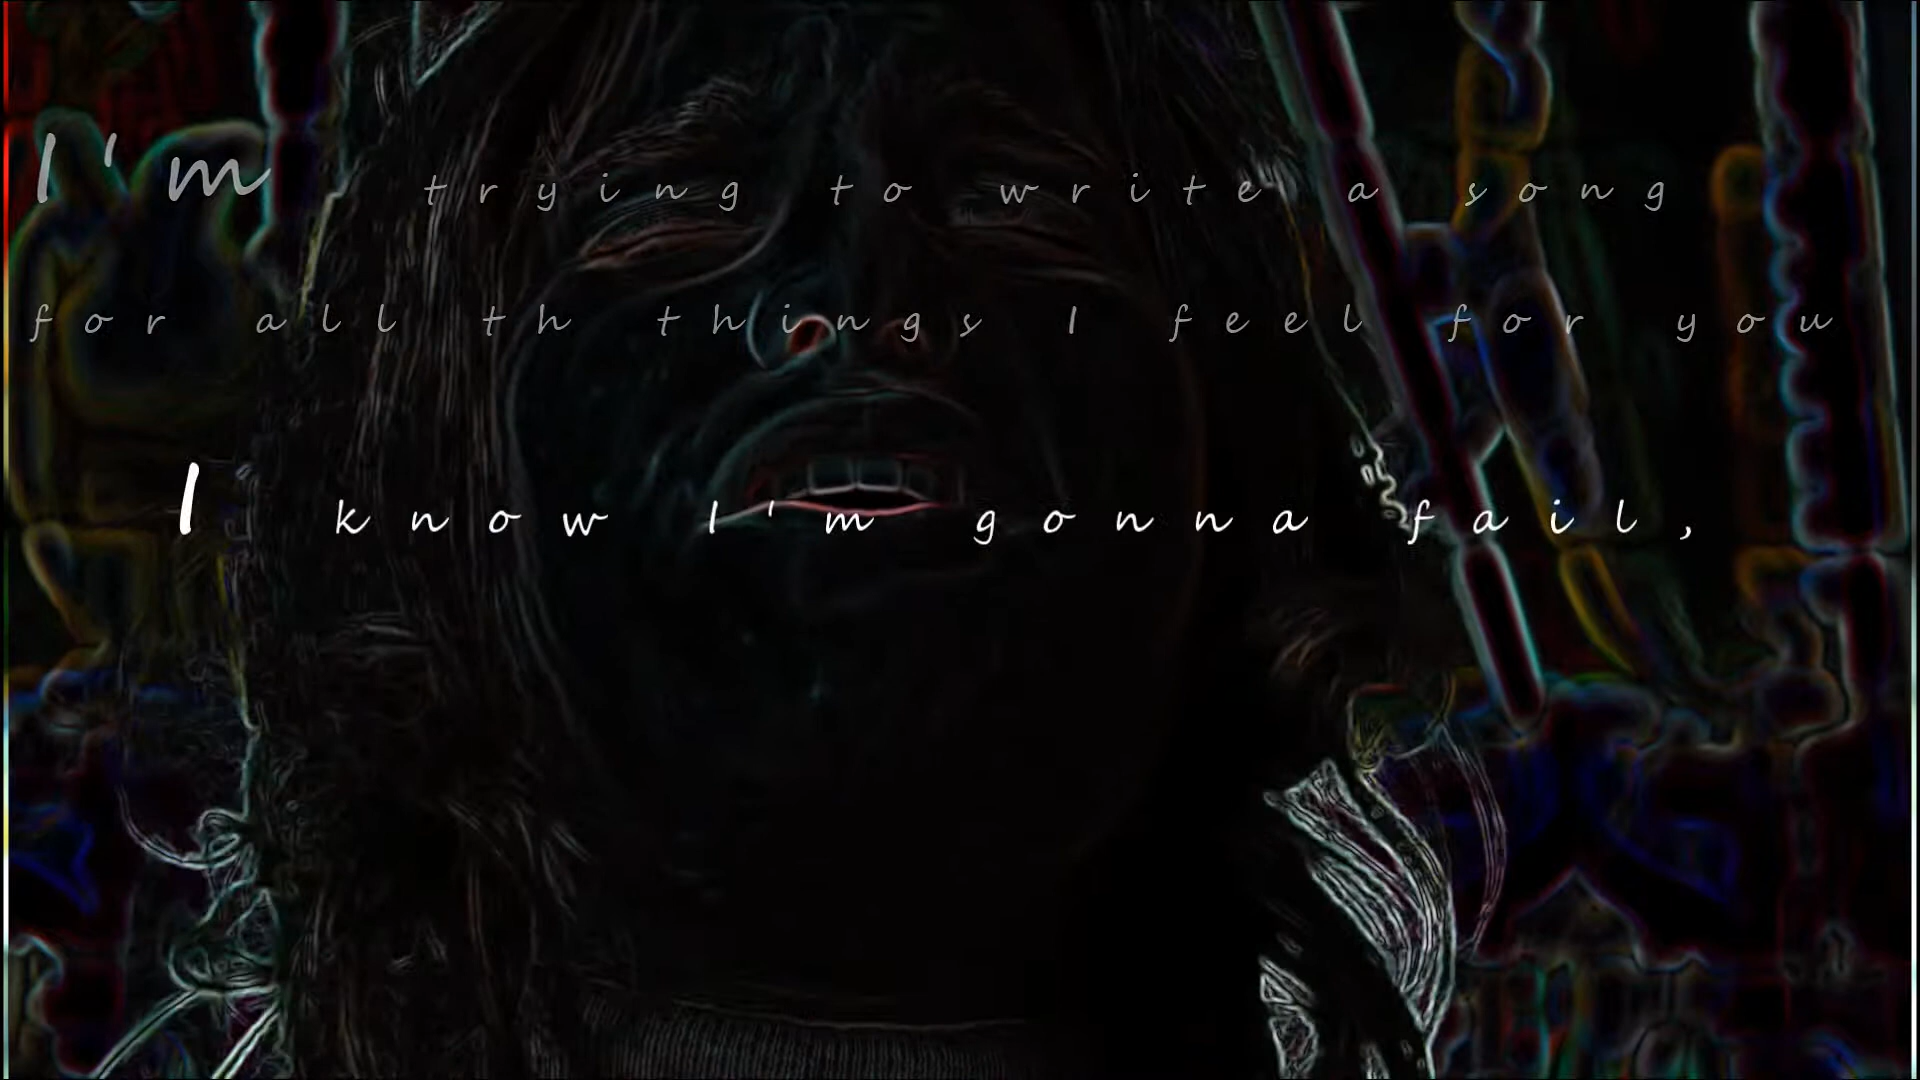 I'm trying to write a song
for all th things I feel for you
I know I'm gonna fail,